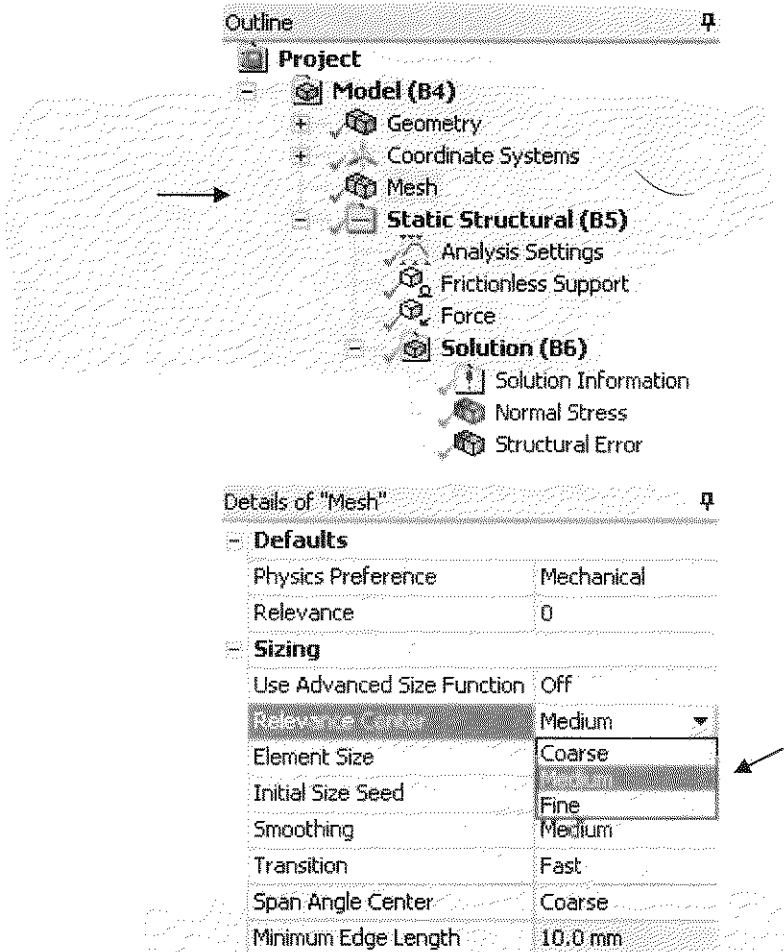 Outline
Project
Model (B4)
Geometry
Coordinate Systems
Mesh
Static Structural (B5)
Analysis Settings
Frictionless Support
Force
Solution (B6)
Solution Information
Normal Stress
Structural Error
Details of "Mesh"
Defaults
Physics Preference Mechanical
Relevance 0
Sizing
Use Advanced Size Function Off
Relevance Center Medium
Element Size Coarse
Medium
Initial Size Seed Fine
Smoothing Medium
Transition Fast
Span Angle Center Coarse
Minimum Edge Length 10.0 mm